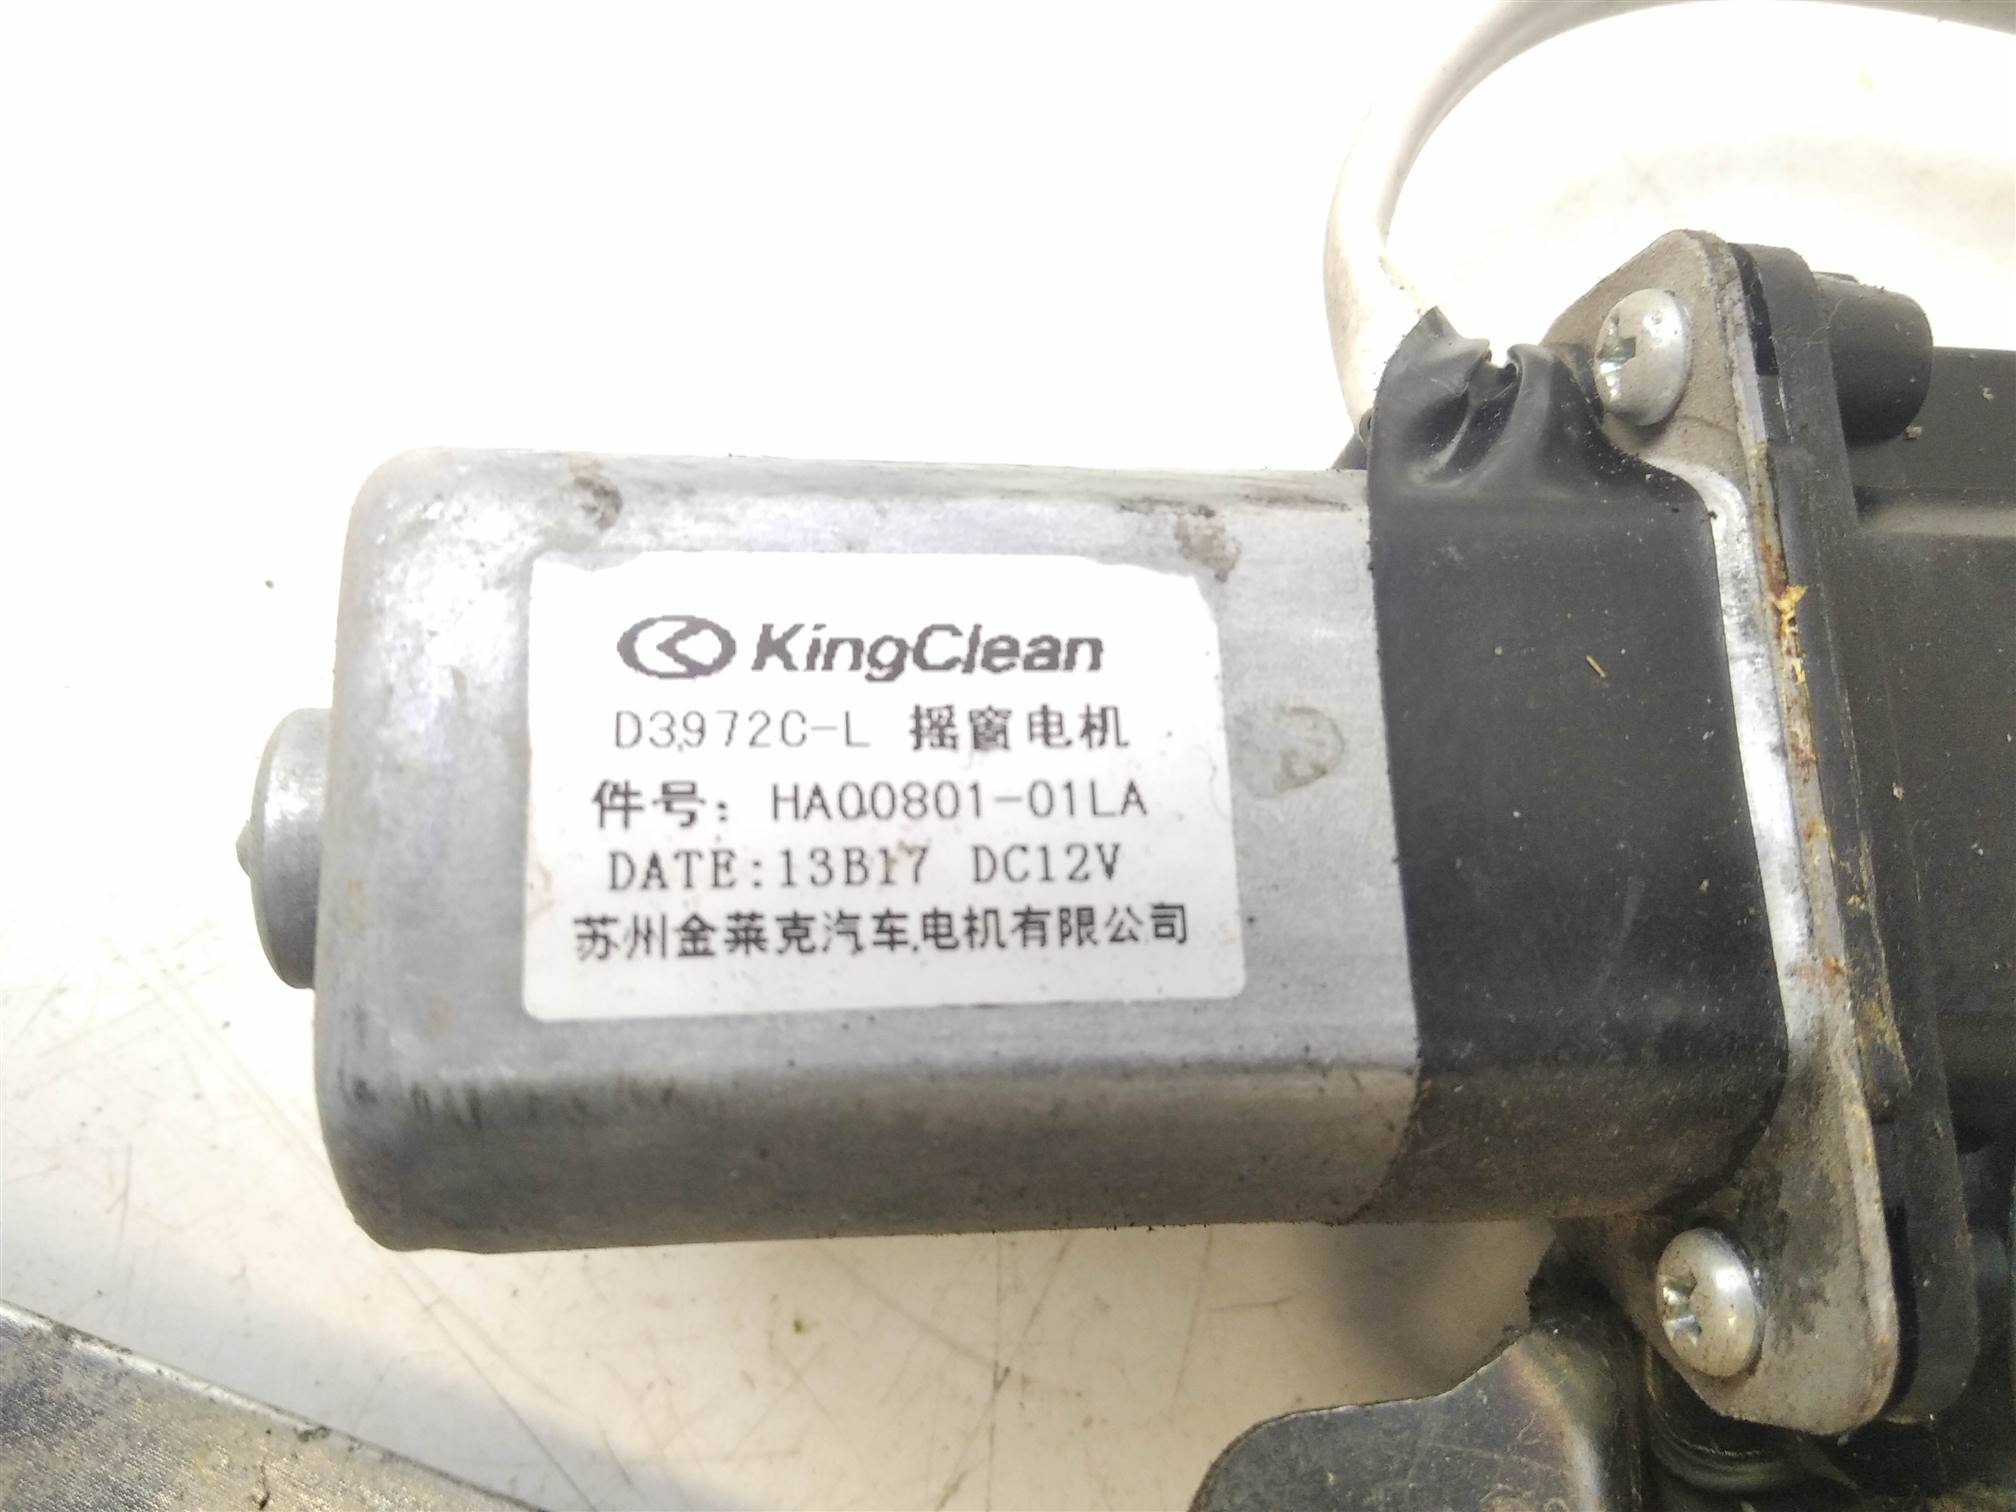 KingClean
D3972C-L 摇窗电机
件号: HA00801-01LA
DATE:13B17 DC12V
苏州金莱克汽车电机有限公司